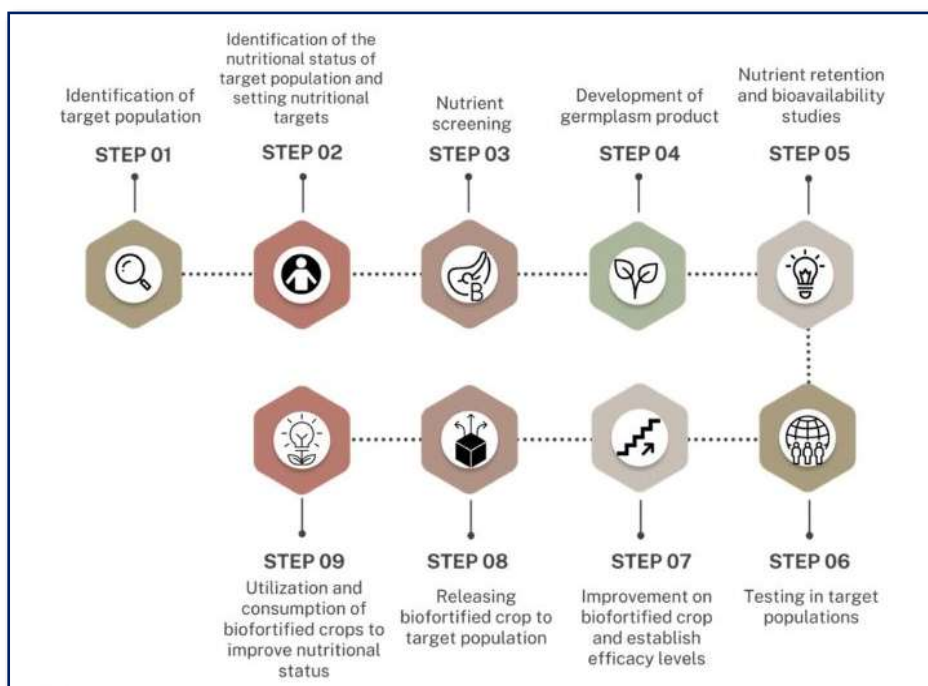 Identification of
target population
STEP 01
Identification of the
nutritional status of
target population and
setting nutritional
targets
STEP 02
Nutrient
screening
STEP 03
Development of
germplasm product
STEP 04
Nutrient retention
and bioavailability
studies
STEP 05
B
STEP 06
Testing in target
populations
STEP 07
Improvement on
biofortified crop
and establish
efficacy levels
STEP 08
Releasing
biofortified crop to
target population
STEP 09
Utilization and
consumption of
biofortified crops to
improve nutritional
status